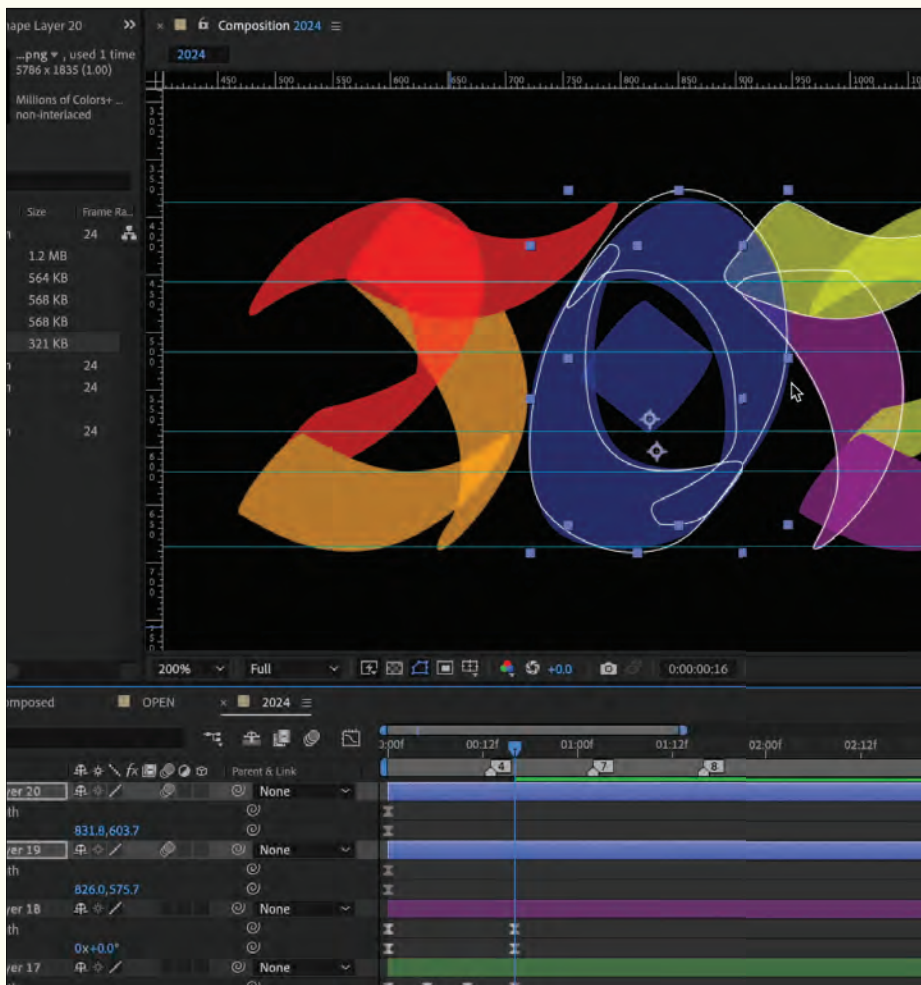 ape Layer 20
Composition 2024
...png, used 1 time
5786 x 1835 (1.00)
Millions of Colors+ ...
non-interlaced
2024
450 500 550 600 650 700 750 800 850 900 950 1000
Size Frame Ra...
24
1.2 MB
564 KB
568 KB
568 KB
321 KB
24
24
24
200% Full +0.0 0:00:00:16
mposed OPEN 2024
0:00f 00:12f 01:00f 01:12f 02:00f 02:12f
Parent & Link 4 7 8
yer 20 None
th
831.8,603.7
yer 19 None
th
826.0,575.7
yer 18 None
th
0x+0.0°
yer 17 None